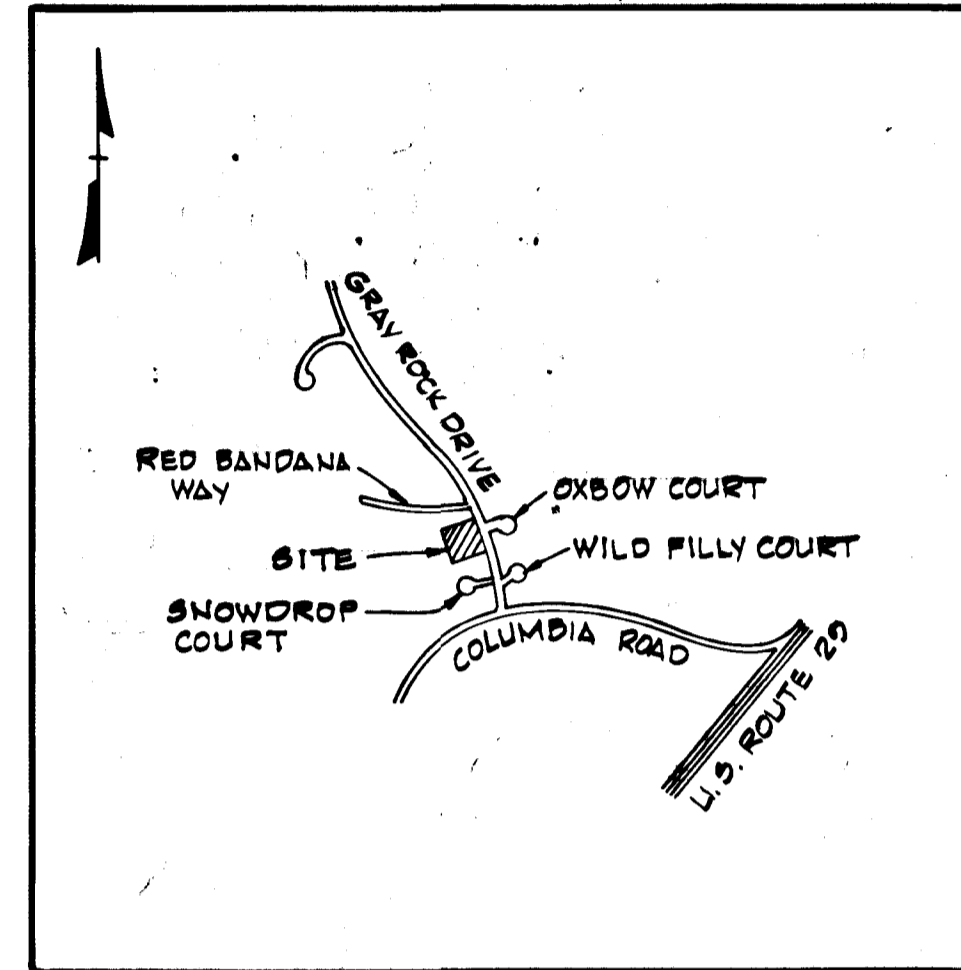 GRAY ROCK DRIVE
RED BANDANA
WAY
OXBOW COURT
SITE
WILD FILLY COURT
SNOWDROP
COURT
COLUMBIA ROAD
U.S. ROUTE 29